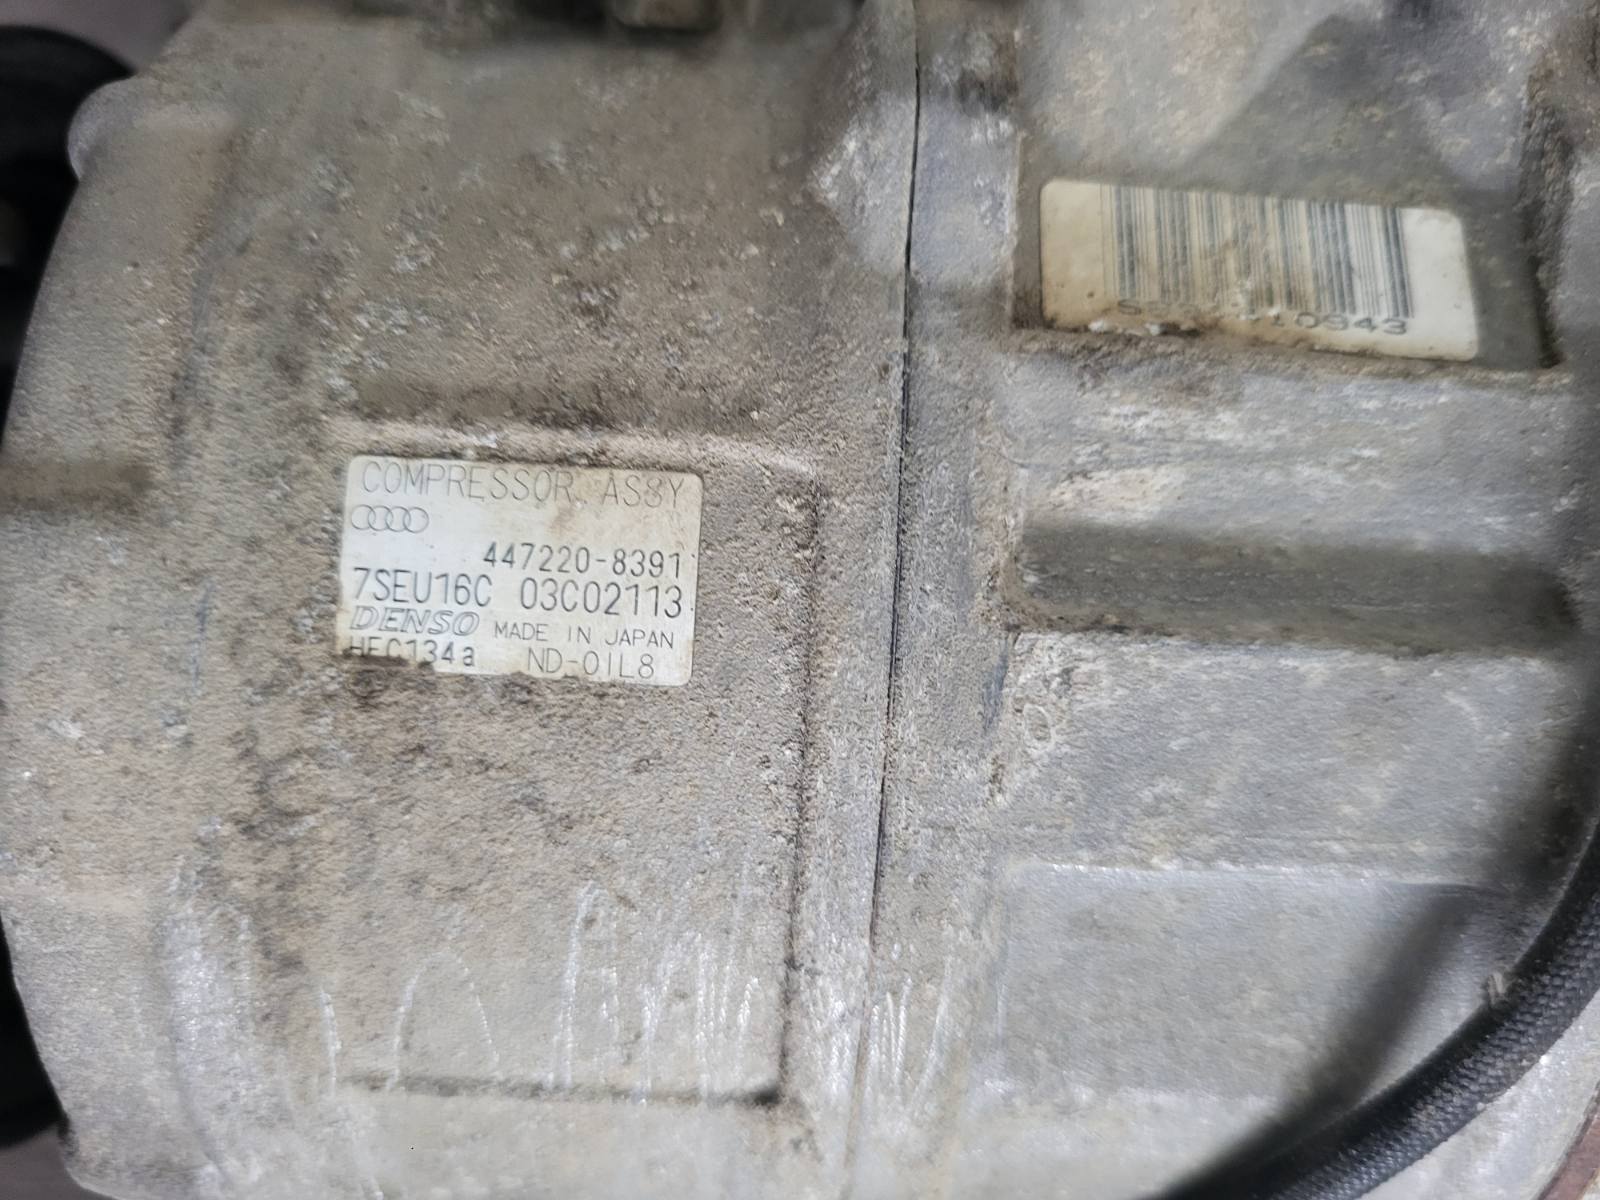 COMPRESSOR ASSY
447220-8391
7SEU16C 03C02113
DENSO MADE IN JAPAN
HFC134a ND-OIL8